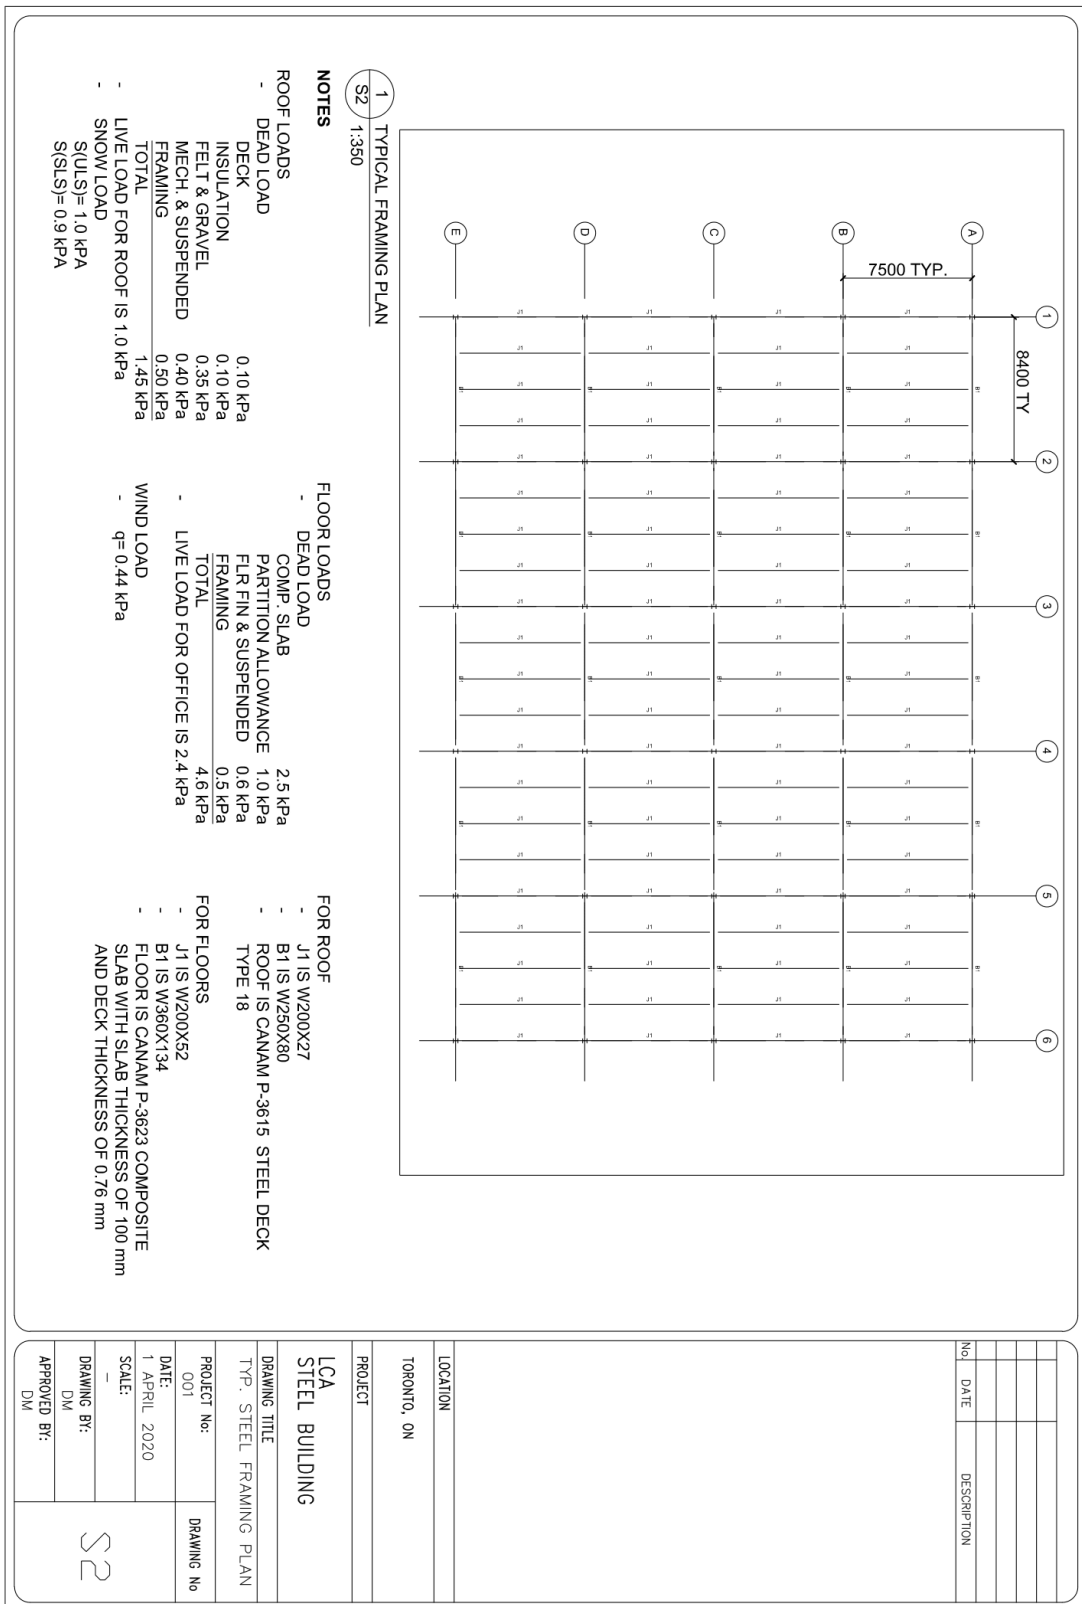 A
B
C
D
E
1
2
3
4
5
6
7500 TYP.
8400 TY
J1
B1
1
S2
TYPICAL FRAMING PLAN
1:350
NOTES
ROOF LOADS
- DEAD LOAD
DECK 0.10 kPa
INSULATION 0.10 kPa
FELT & GRAVEL 0.35 kPa
MECH. & SUSPENDED 0.40 kPa
FRAMING 0.50 kPa
TOTAL 1.45 kPa
- LIVE LOAD FOR ROOF IS 1.0 kPa
- SNOW LOAD
S(ULS)= 1.0 kPA
S(SLS)= 0.9 kPA
FLOOR LOADS
- DEAD LOAD
COMP. SLAB 2.5 kPa
PARTITION ALLOWANCE 1.0 kPa
FLR FIN & SUSPENDED 0.6 kPa
FRAMING 0.5 kPa
TOTAL 4.6 kPa
- LIVE LOAD FOR OFFICE IS 2.4 kPa
WIND LOAD
- q= 0.44 kPa
FOR ROOF
- J1 IS W200X27
- B1 IS W250X80
- ROOF IS CANAM P-3615 STEEL DECK
TYPE 18
FOR FLOORS
- J1 IS W200X52
- B1 IS W360X134
- FLOOR IS CANAM P-3623 COMPOSITE
SLAB WITH SLAB THICKNESS OF 100 mm
AND DECK THICKNESS OF 0.76 mm
No. DATE DESCRIPTION
LOCATION
TORONTO, ON
PROJECT
LCA
STEEL BUILDING
DRAWING TITLE
TYP. STEEL FRAMING PLAN
PROJECT No:
001
DATE:
1 APRIL 2020
SCALE:
–
DRAWING BY:
DM
APPROVED BY:
DM
DRAWING No
S2